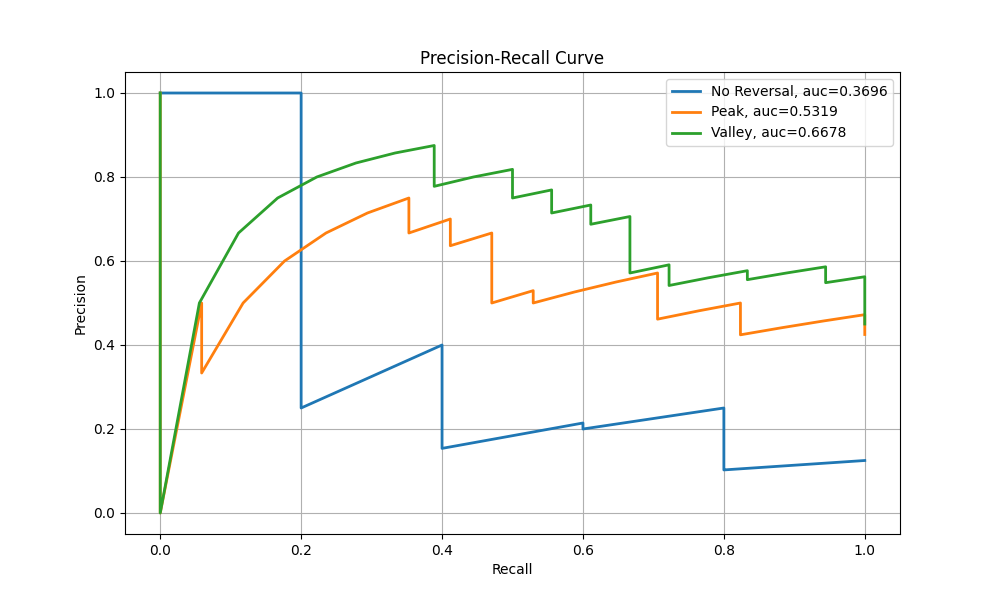 Precision-Recall Curve
No Reversal, auc=0.3696
Peak, auc=0.5319
Valley, auc=0.6678
1.0
0.8
0.6
0.4
0.2
0.0
Precision
0.0 0.2 0.4 0.6 0.8 1.0
Recall